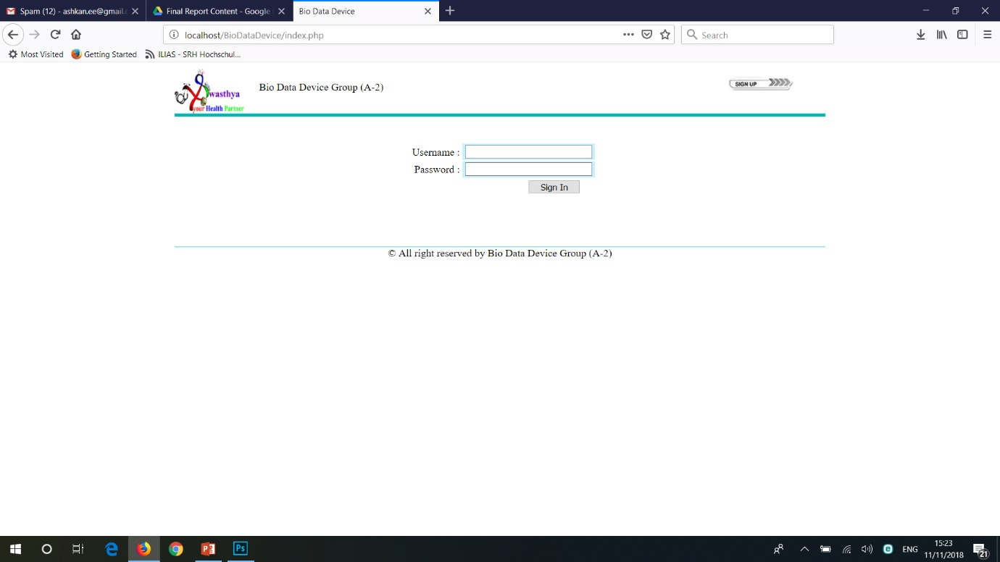 Spam (12) - ashkan.ee@gmail.c
Final Report Content - Google
Bio Data Device
localhost/BioDataDevice/index.php
Search
Most Visited
Getting Started
ILIAS - SRH Hochschul...
wasthya
your Health Partner
Bio Data Device Group (A-2)
SIGN UP
Username :
Password :
Sign In
© All right reserved by Bio Data Device Group (A-2)
Ps
ENG
15:23
11/11/2018
21